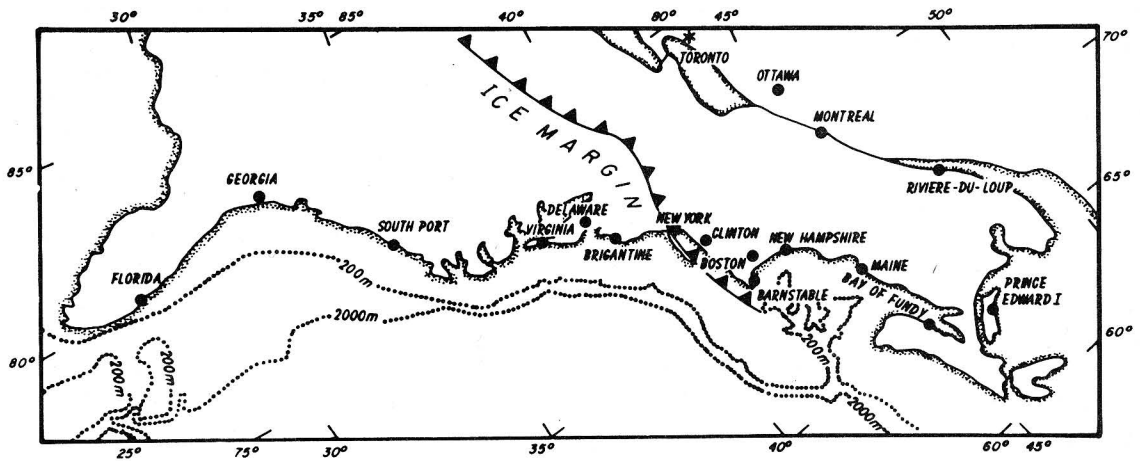 30° 35° 85° 40° 80° 45° 50°
70°
TORONTO
OTTAWA
MONTREAL
ICE MARGIN
85°
GEORGIA
RIVIERE-DU-LOUP
65°
SOUTH PORT
DELAWARE
VIRGINIA
NEW YORK
CLINTON
NEW HAMPSHIRE
BRIGANTINE
BOSTON
MAINE
FLORIDA
BARNSTABLE
BAY OF FUNDY
PRINCE
EDWARD I
200m
2000m
200m
60°
80°
200m
200m
2000m
25° 75° 30° 35° 40° 60° 45°